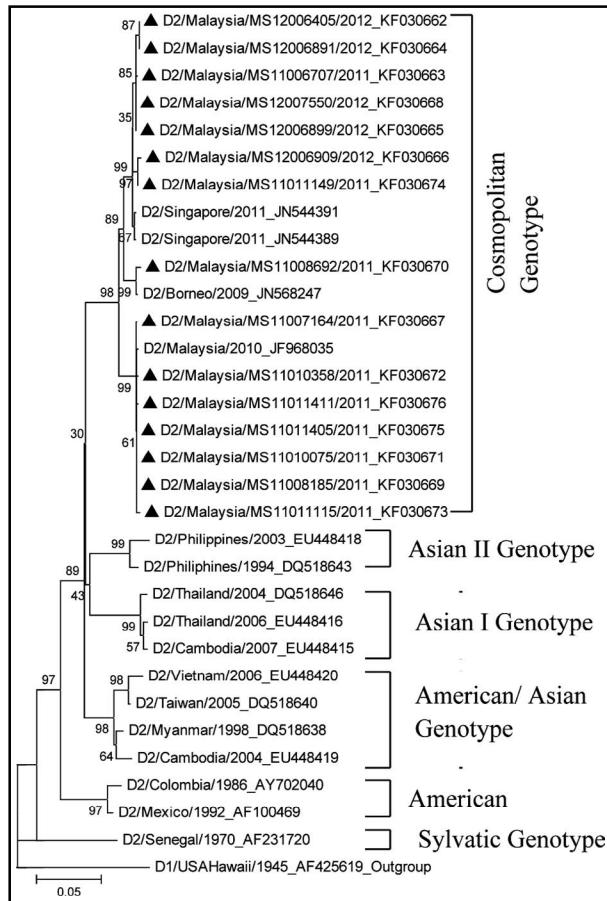 87
▲ D2/Malaysia/MS12006405/2012_KF030662
▲ D2/Malaysia/MS12006891/2012_KF030664
85
▲ D2/Malaysia/MS11006707/2011_KF030663
▲ D2/Malaysia/MS12007550/2012_KF030668
35
▲ D2/Malaysia/MS12006899/2012_KF030665
99
▲ D2/Malaysia/MS12006909/2012_KF030666
97
▲ D2/Malaysia/MS11011149/2011_KF030674
D2/Singapore/2011_JN544391
89
67
D2/Singapore/2011_JN544389
▲ D2/Malaysia/MS11008692/2011_KF030670
98
99
D2/Borneo/2009_JN568247
▲ D2/Malaysia/MS11007164/2011_KF030667
D2/Malaysia/2010_JF968035
▲ D2/Malaysia/MS11010358/2011_KF030672
99
▲ D2/Malaysia/MS11011411/2011_KF030676
▲ D2/Malaysia/MS11011405/2011_KF030675
30
61
▲ D2/Malaysia/MS11010075/2011_KF030671
▲ D2/Malaysia/MS11008185/2011_KF030669
▲ D2/Malaysia/MS11011115/2011_KF030673
Cosmopolitan
Genotype
99
D2/Philippines/2003_EU448418
D2/Philiphines/1994_DQ518643
Asian II Genotype
89
43
D2/Thailand/2004_DQ518646
99
D2/Thailand/2006_EU448416
57
D2/Cambodia/2007_EU448415
Asian I Genotype
97
98
D2/Vietnam/2006_EU448420
D2/Taiwan/2005_DQ518640
98
D2/Myanmar/1998_DQ518638
64
D2/Cambodia/2004_EU448419
American/ Asian
Genotype
D2/Colombia/1986_AY702040
97
D2/Mexico/1992_AF100469
American
D2/Senegal/1970_AF231720
Sylvatic Genotype
D1/USAHawaii/1945_AF425619_Outgroup
0.05